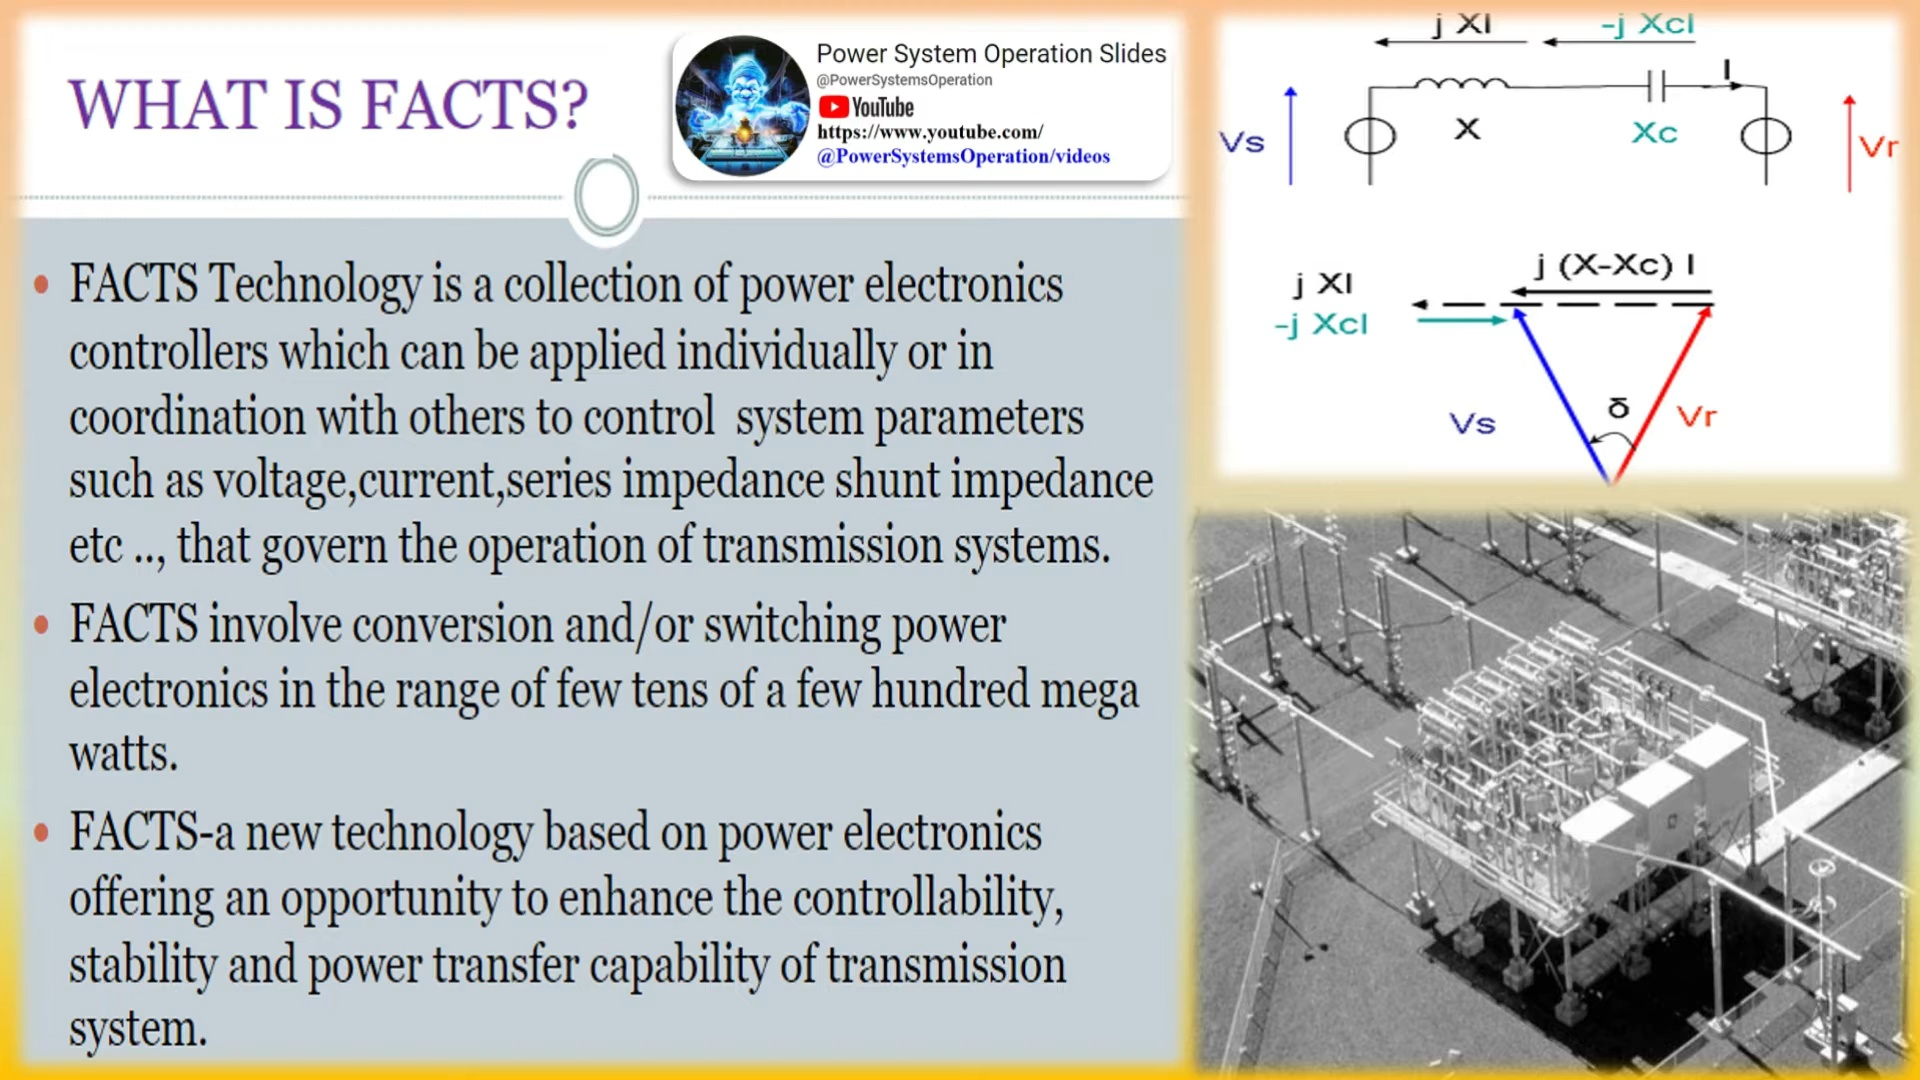 WHAT IS FACTS?
Power System Operation Slides
@PowerSystemsOperation
YouTube
https://www.youtube.com/
@PowerSystemsOperation/videos
• FACTS Technology is a collection of power electronics
controllers which can be applied individually or in
coordination with others to control system parameters
such as voltage,current,series impedance shunt impedance
etc .., that govern the operation of transmission systems.
• FACTS involve conversion and/or switching power
electronics in the range of few tens of a few hundred mega
watts.
• FACTS-a new technology based on power electronics
offering an opportunity to enhance the controllability,
stability and power transfer capability of transmission
system.
j XI -j XcI
I
Vs X Xc Vr
j (X-Xc) I
j XI
-j XcI
Vs δ Vr